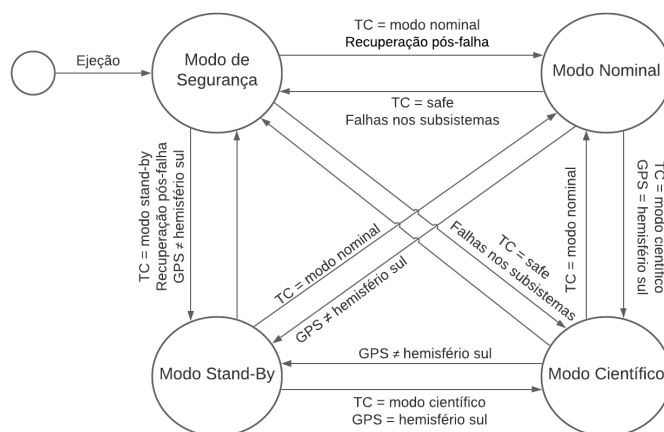 TC = modo nominal
Recuperação pós-falha
Ejeção
Modo de
Segurança
Modo Nominal
TC = safe
Falhas nos subsistemas
TC = modo stand-by
Recuperação pós-falha
GPS ≠ hemisfério sul
TC = modo nominal
GPS ≠ hemisfério sul
TC = safe
Falhas nos subsistemas
TC = modo nominal
TC = modo científico
GPS = hemisfério sul
Modo Stand-By
GPS ≠ hemisfério sul
Modo Científico
TC = modo científico
GPS = hemisfério sul